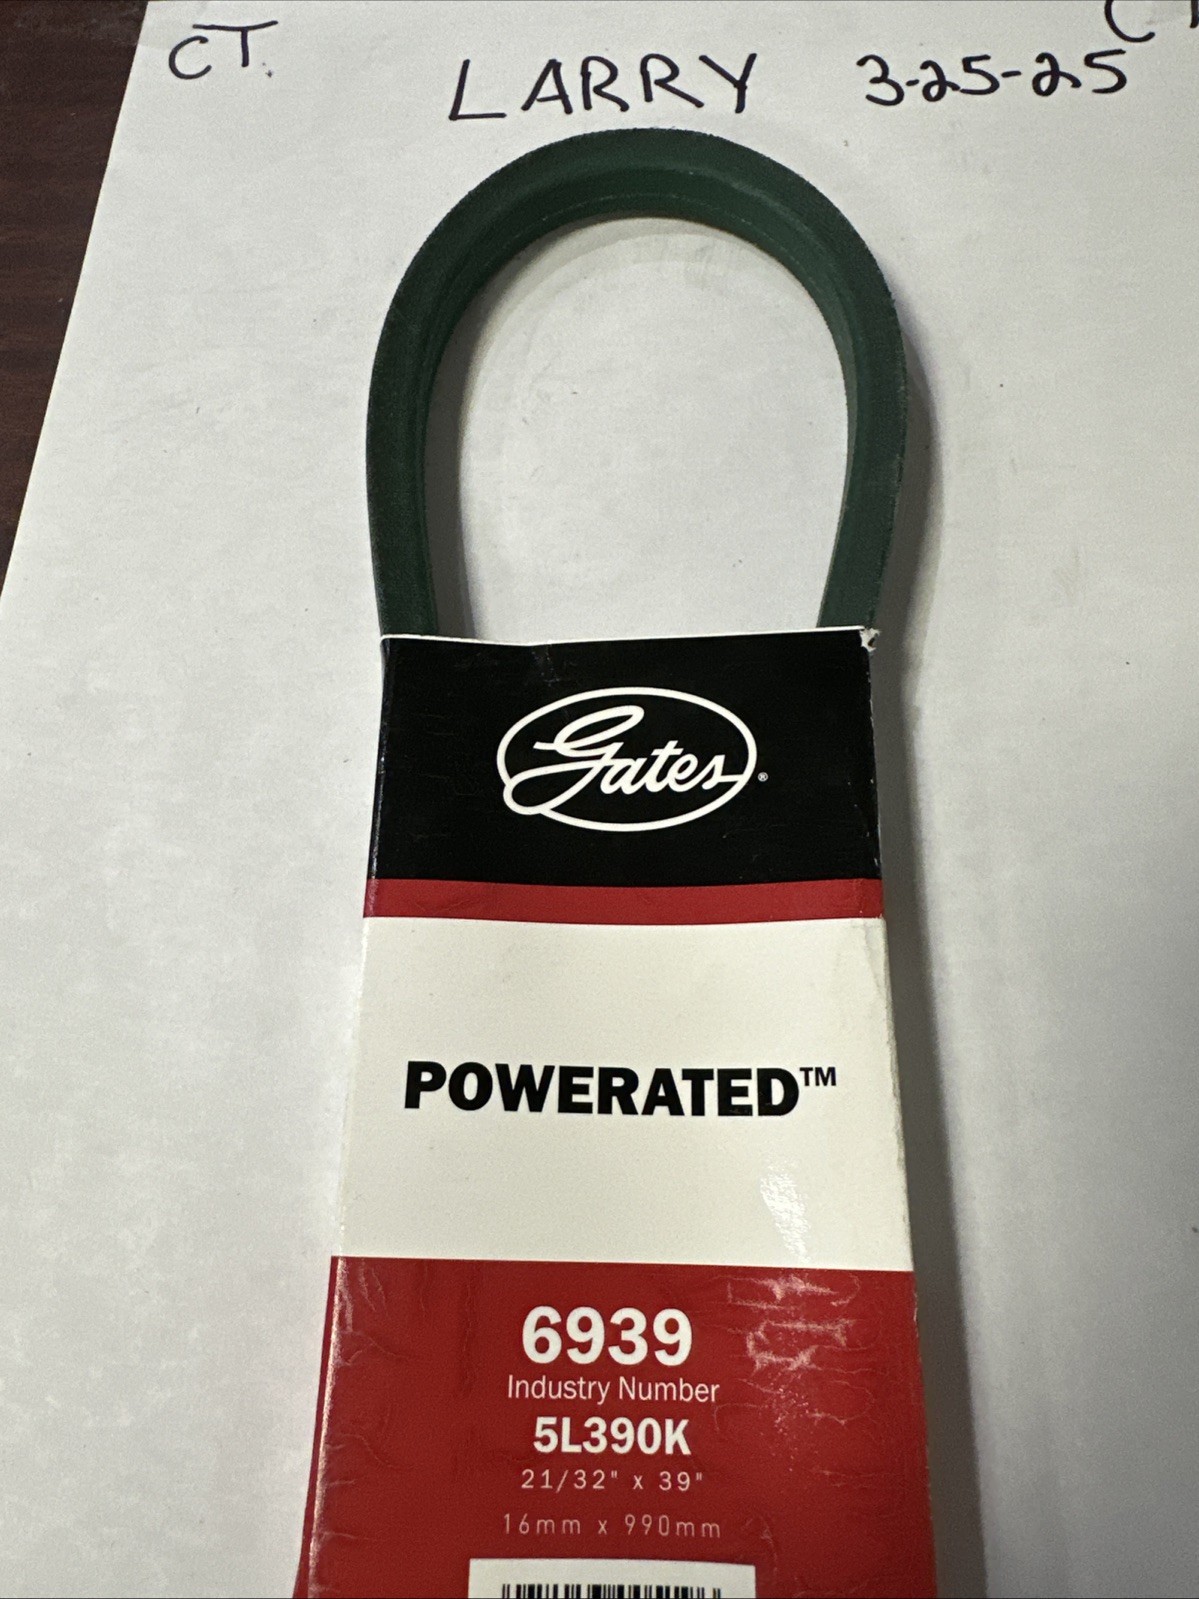 CT.
LARRY 3-25-25
Gates®
POWERATED™
6939
Industry Number
5L390K
21/32" x 39"
16mm x 990mm